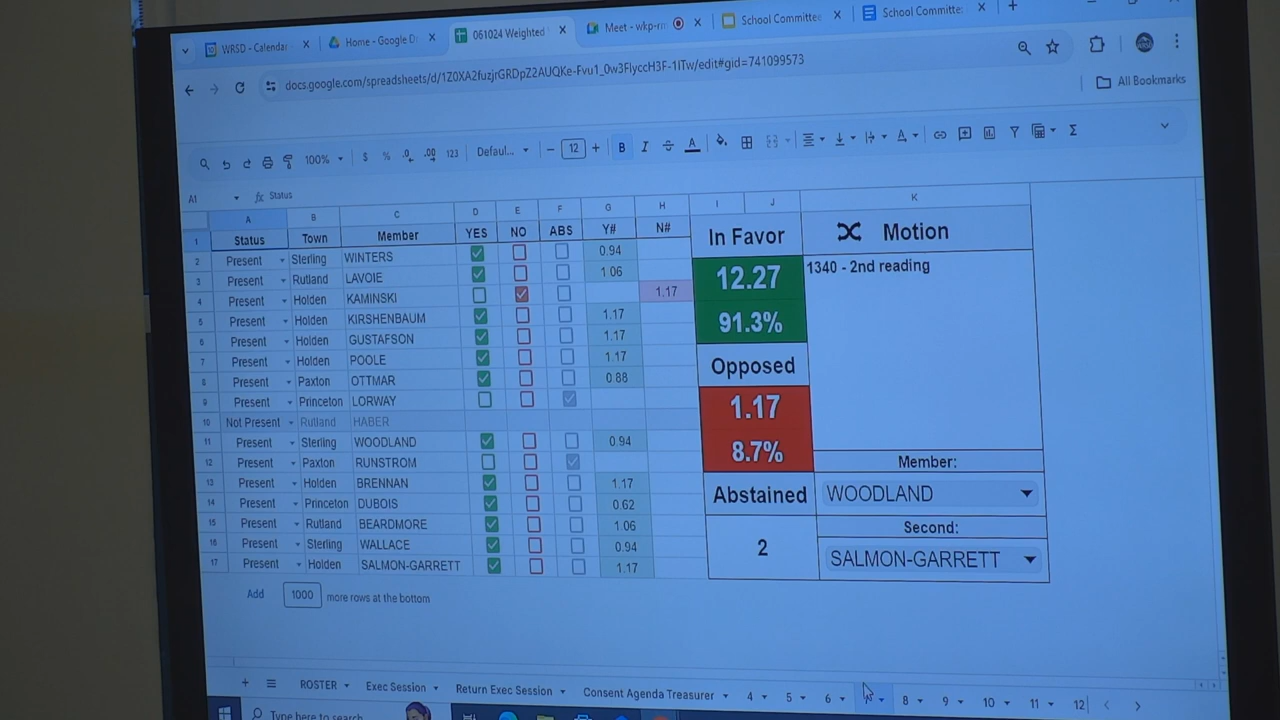 WRSD - Calendar
Home - Google D
061024 Weighted
Meet - wkp-rn
School Committee
School Committe
docs.google.com/spreadsheets/d/1Z0XA2fuzjrGRDpZ2AUQKe-Fvu1_0w3FlyccH3F-1ITw/edit#gid=741099573
All Bookmarks
100% $ % .0 .00 123 Defaul... - 12 + B I A Σ
A1 fx Status
A B C D E F G H I J K
1 Status Town Member YES NO ABS Y# N# In Favor Motion
2 Present Sterling WINTERS 0.94 1340 - 2nd reading
3 Present Rutland LAVOIE 1.06 12.27
4 Present Holden KAMINSKI 1.17
5 Present Holden KIRSHENBAUM 1.17 91.3%
6 Present Holden GUSTAFSON 1.17
7 Present Holden POOLE 1.17 Opposed
8 Present Paxton OTTMAR 0.88
9 Present Princeton LORWAY 1.17
10 Not Present Rutland HABER
11 Present Sterling WOODLAND 0.94 8.7%
12 Present Paxton RUNSTROM Member:
13 Present Holden BRENNAN 1.17 Abstained WOODLAND
14 Present Princeton DUBOIS 0.62
15 Present Rutland BEARDMORE 1.06 Second:
16 Present Sterling WALLACE 0.94 2
17 Present Holden SALMON-GARRETT 1.17 SALMON-GARRETT
Add 1000 more rows at the bottom
+ ROSTER Exec Session Return Exec Session Consent Agenda Treasurer 4 5 6 8 9 10 11 12
Type here to search